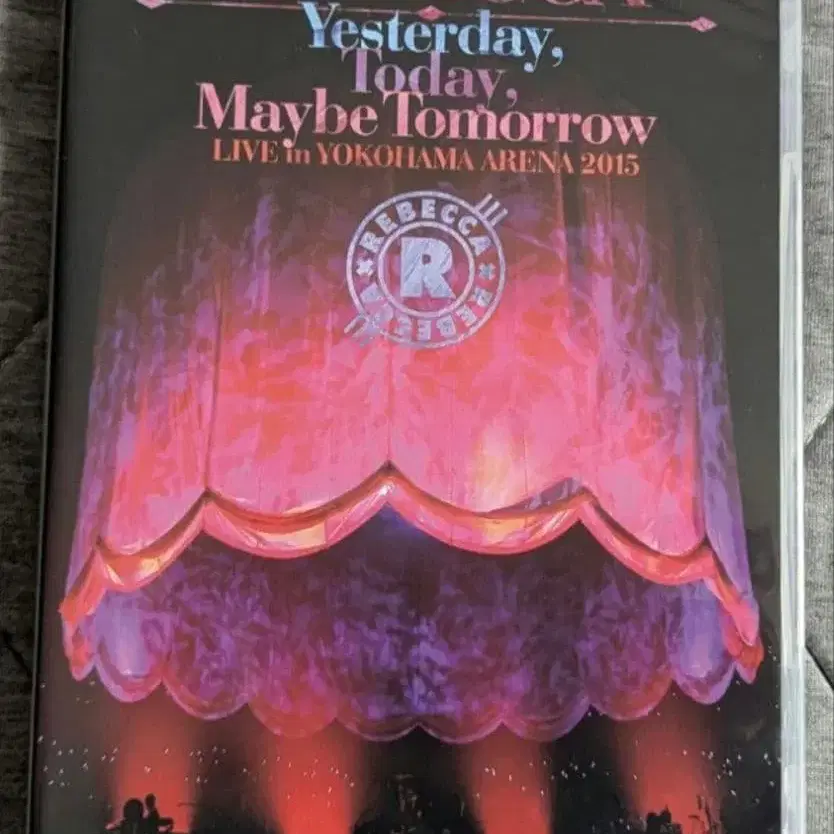 Yesterday,
Today,
Maybe Tomorrow
LIVE in YOKOHAMA ARENA 2015
REBECCA
R
REBECCA